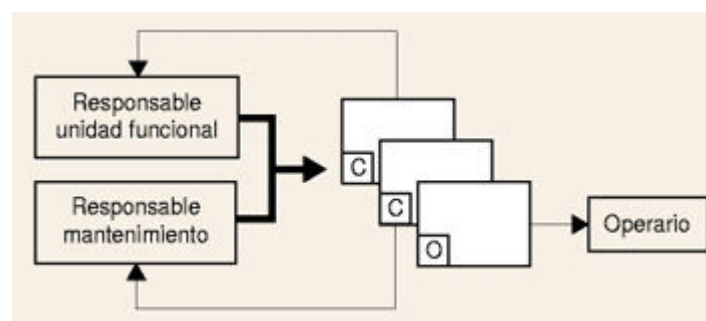 Responsable
unidad funcional
Responsable
mantenimiento
C
C
O
Operario